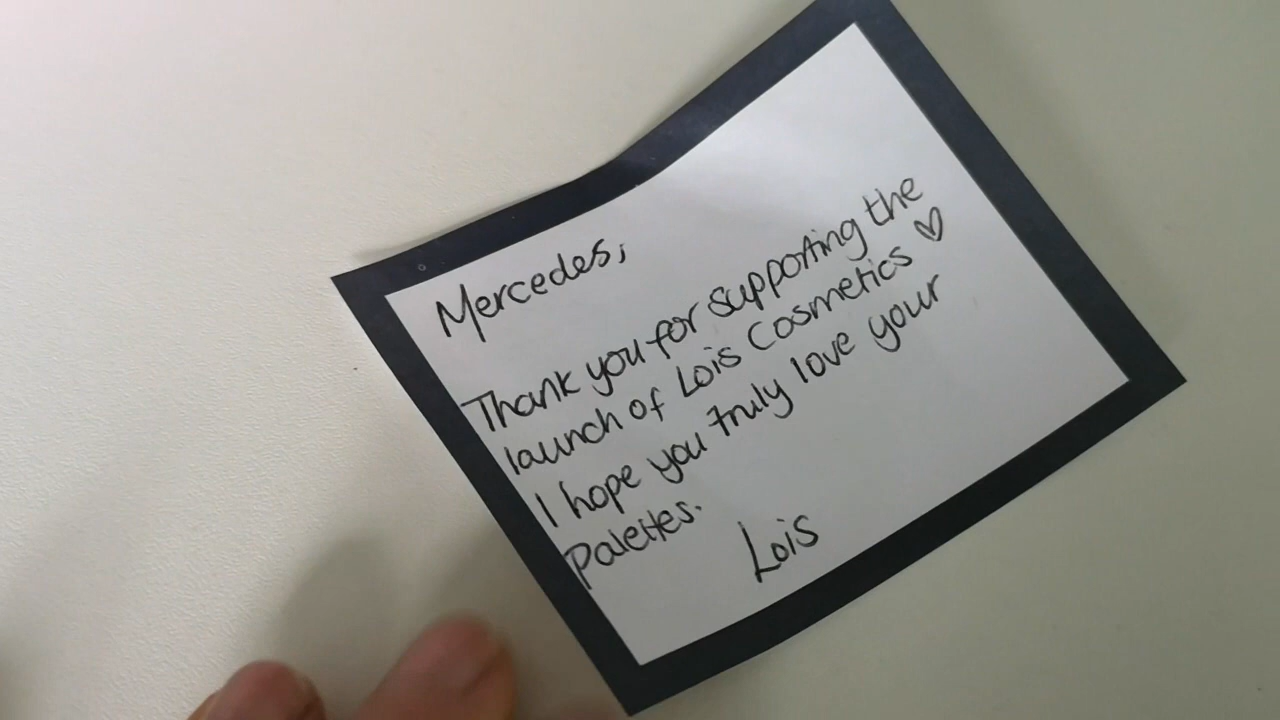 Mercedes,
Thank you for supporting the
launch of Lois Cosmetics ♡
I hope you truly love your
Palettes.
Lois